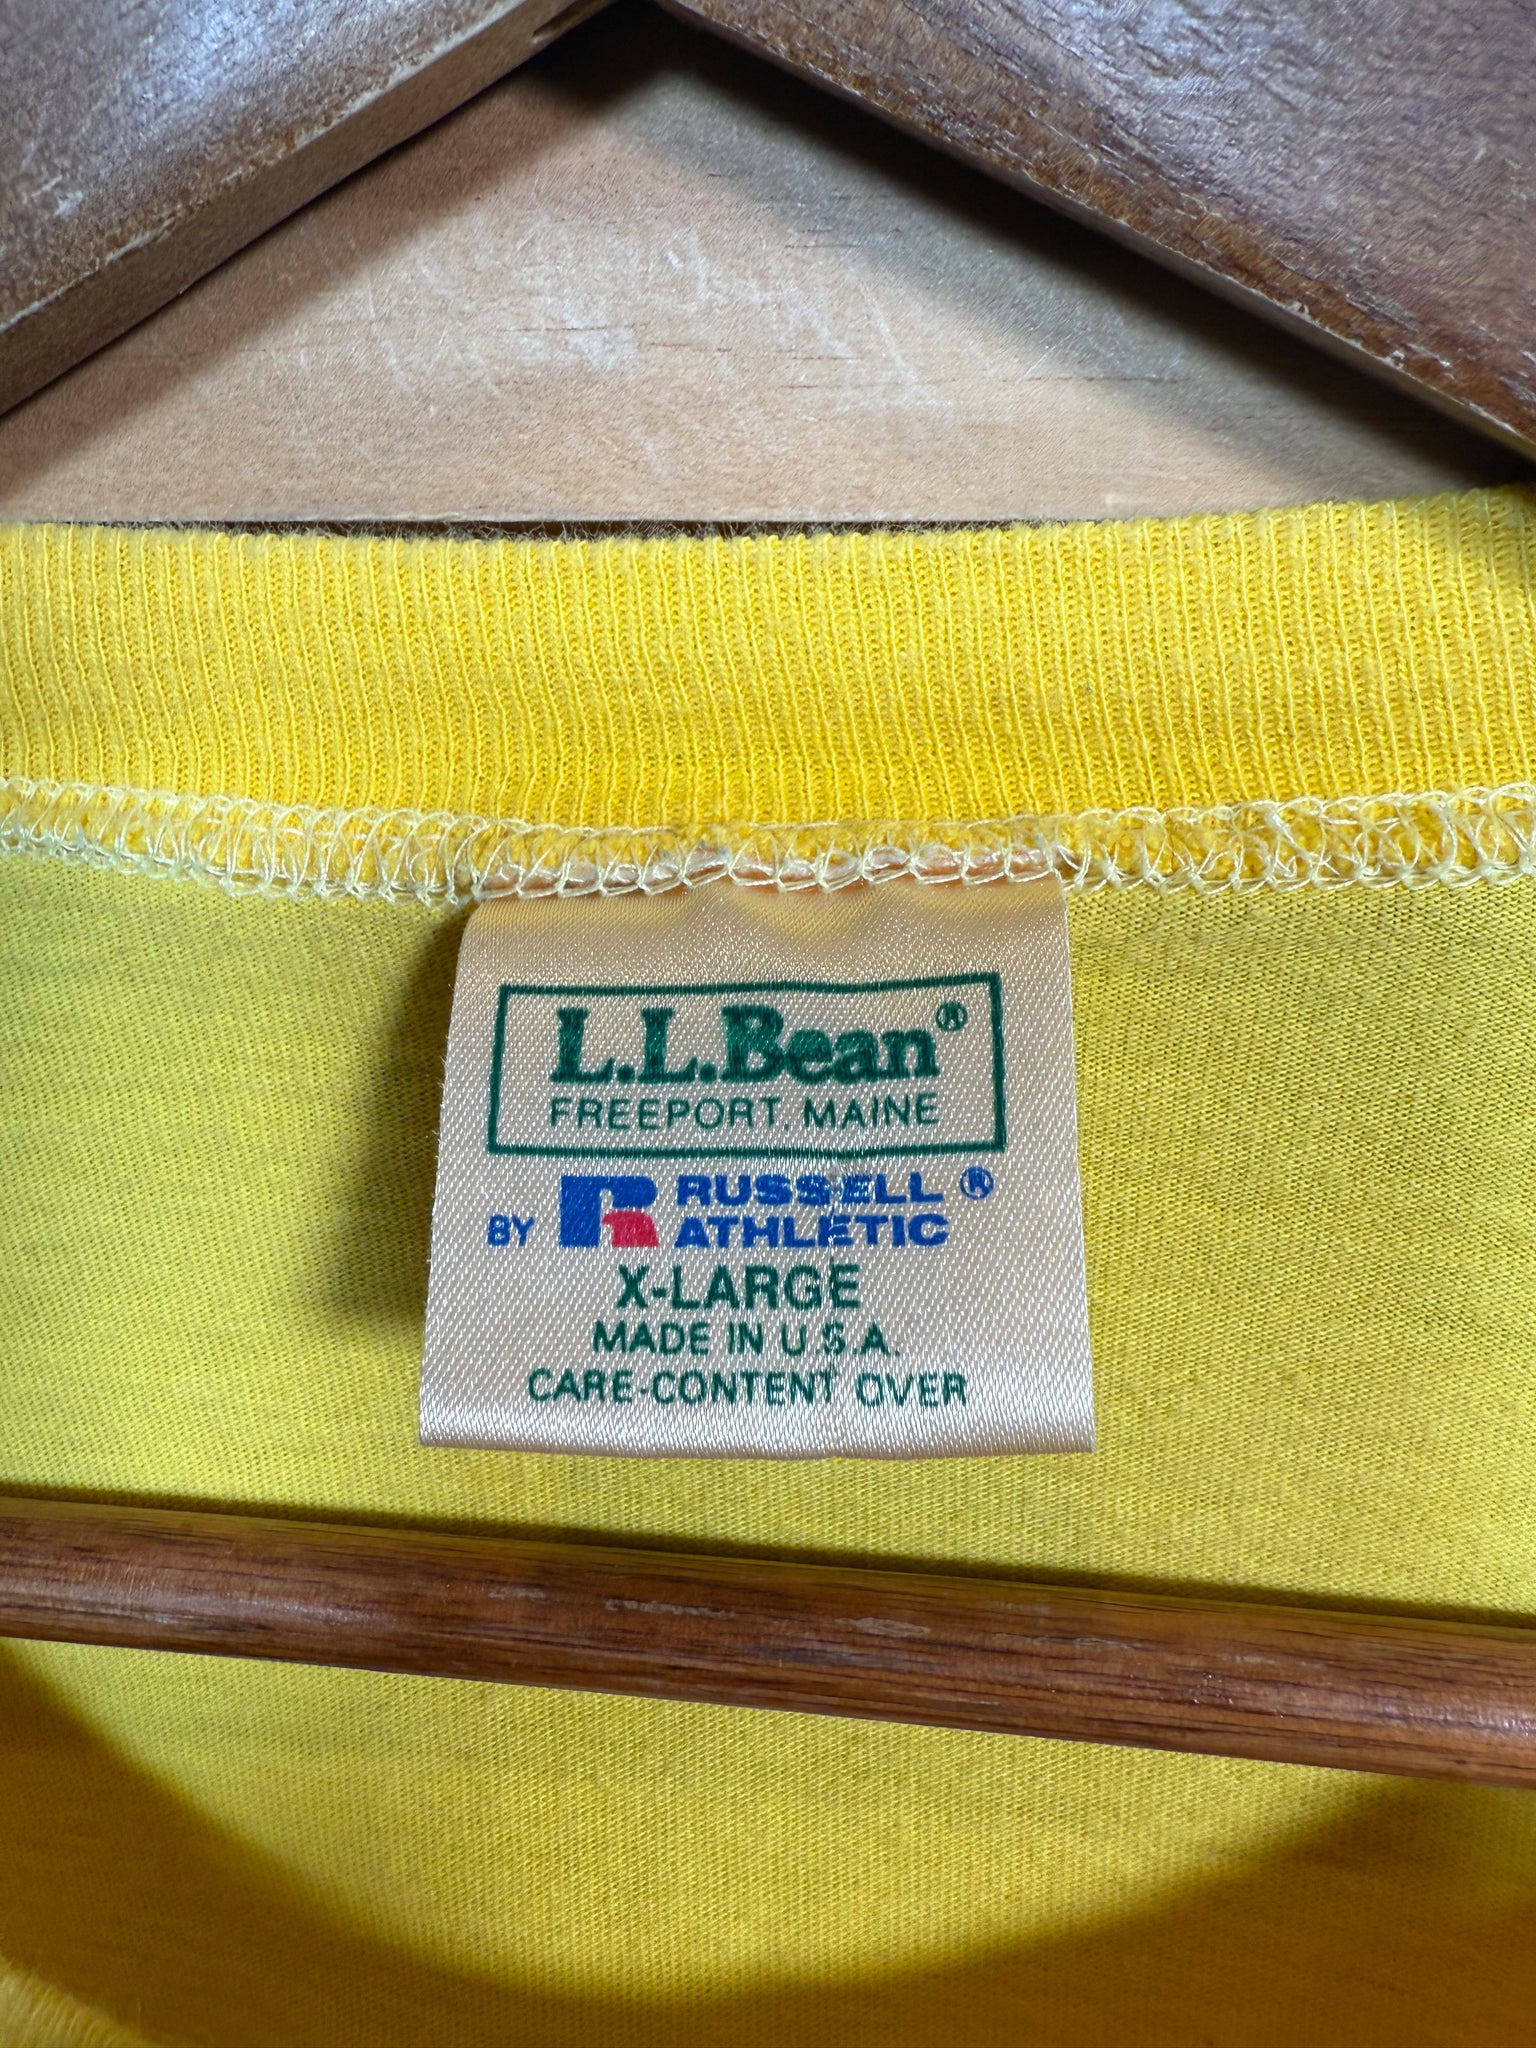 L.L.Bean®
FREEPORT, MAINE
BY R RUSSELL ®
ATHLETIC
X-LARGE
MADE IN U.S.A.
CARE-CONTENT OVER